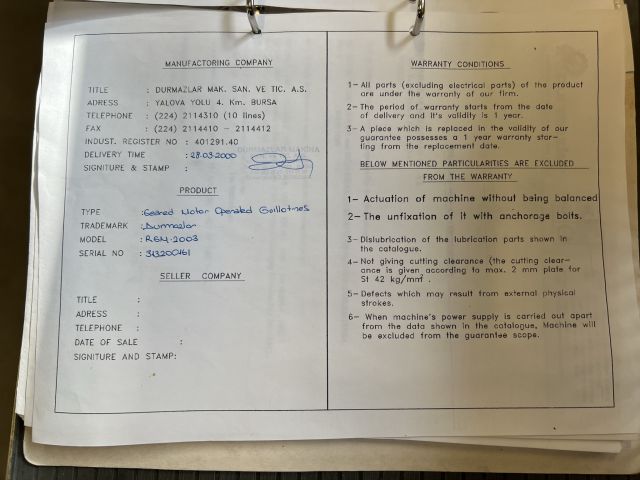 MANUFACTORING COMPANY
TITLE : DURMAZLAR MAK. SAN. VE TIC. A.S.
ADRESS : YALOVA YOLU 4. Km. BURSA
TELEPHONE : (224) 2114310 (10 lines)
FAX : (224) 2114410 - 2114412
INDUST. REGISTER NO : 401291.40
DELIVERY TIME : 28.03.2000
SIGNITURE & STAMP :
PRODUCT
TYPE : Geared Motor Operated Guillotines
TRADEMARK : Durmazlar
MODEL : RGM-2003
SERIAL NO : 313200161
SELLER COMPANY
TITLE :
ADRESS :
TELEPHONE :
DATE OF SALE :
SIGNITURE AND STAMP:
WARRANTY CONDITIONS
1- All parts (excluding electrical parts) of the product
are under the warranty of our firm.
2- The period of warranty starts from the date
of delivery and it's validity is 1 year.
3- A piece which is replaced in the validity of our
guarantee possesses a 1 year warranty star-
ting from the replacement date.
BELOW MENTIONED PARTICULARITIES ARE EXCLUDED
FROM THE WARRANTY
1- Actuation of machine without being balanced
2- The unfixation of it with anchorage bolts.
3- Dislubrication of the lubrication parts shown in
the catalogue.
4- Not giving cutting clearance (the cutting clear-
ance is given according to max. 2 mm plate for
St 42 kg/mm² .
5- Defects which may result from external physical
strokes.
6- When machine's power supply is carried out apart
from the data shown in the catalogue, Machine will
be excluded from the guarantee scope.